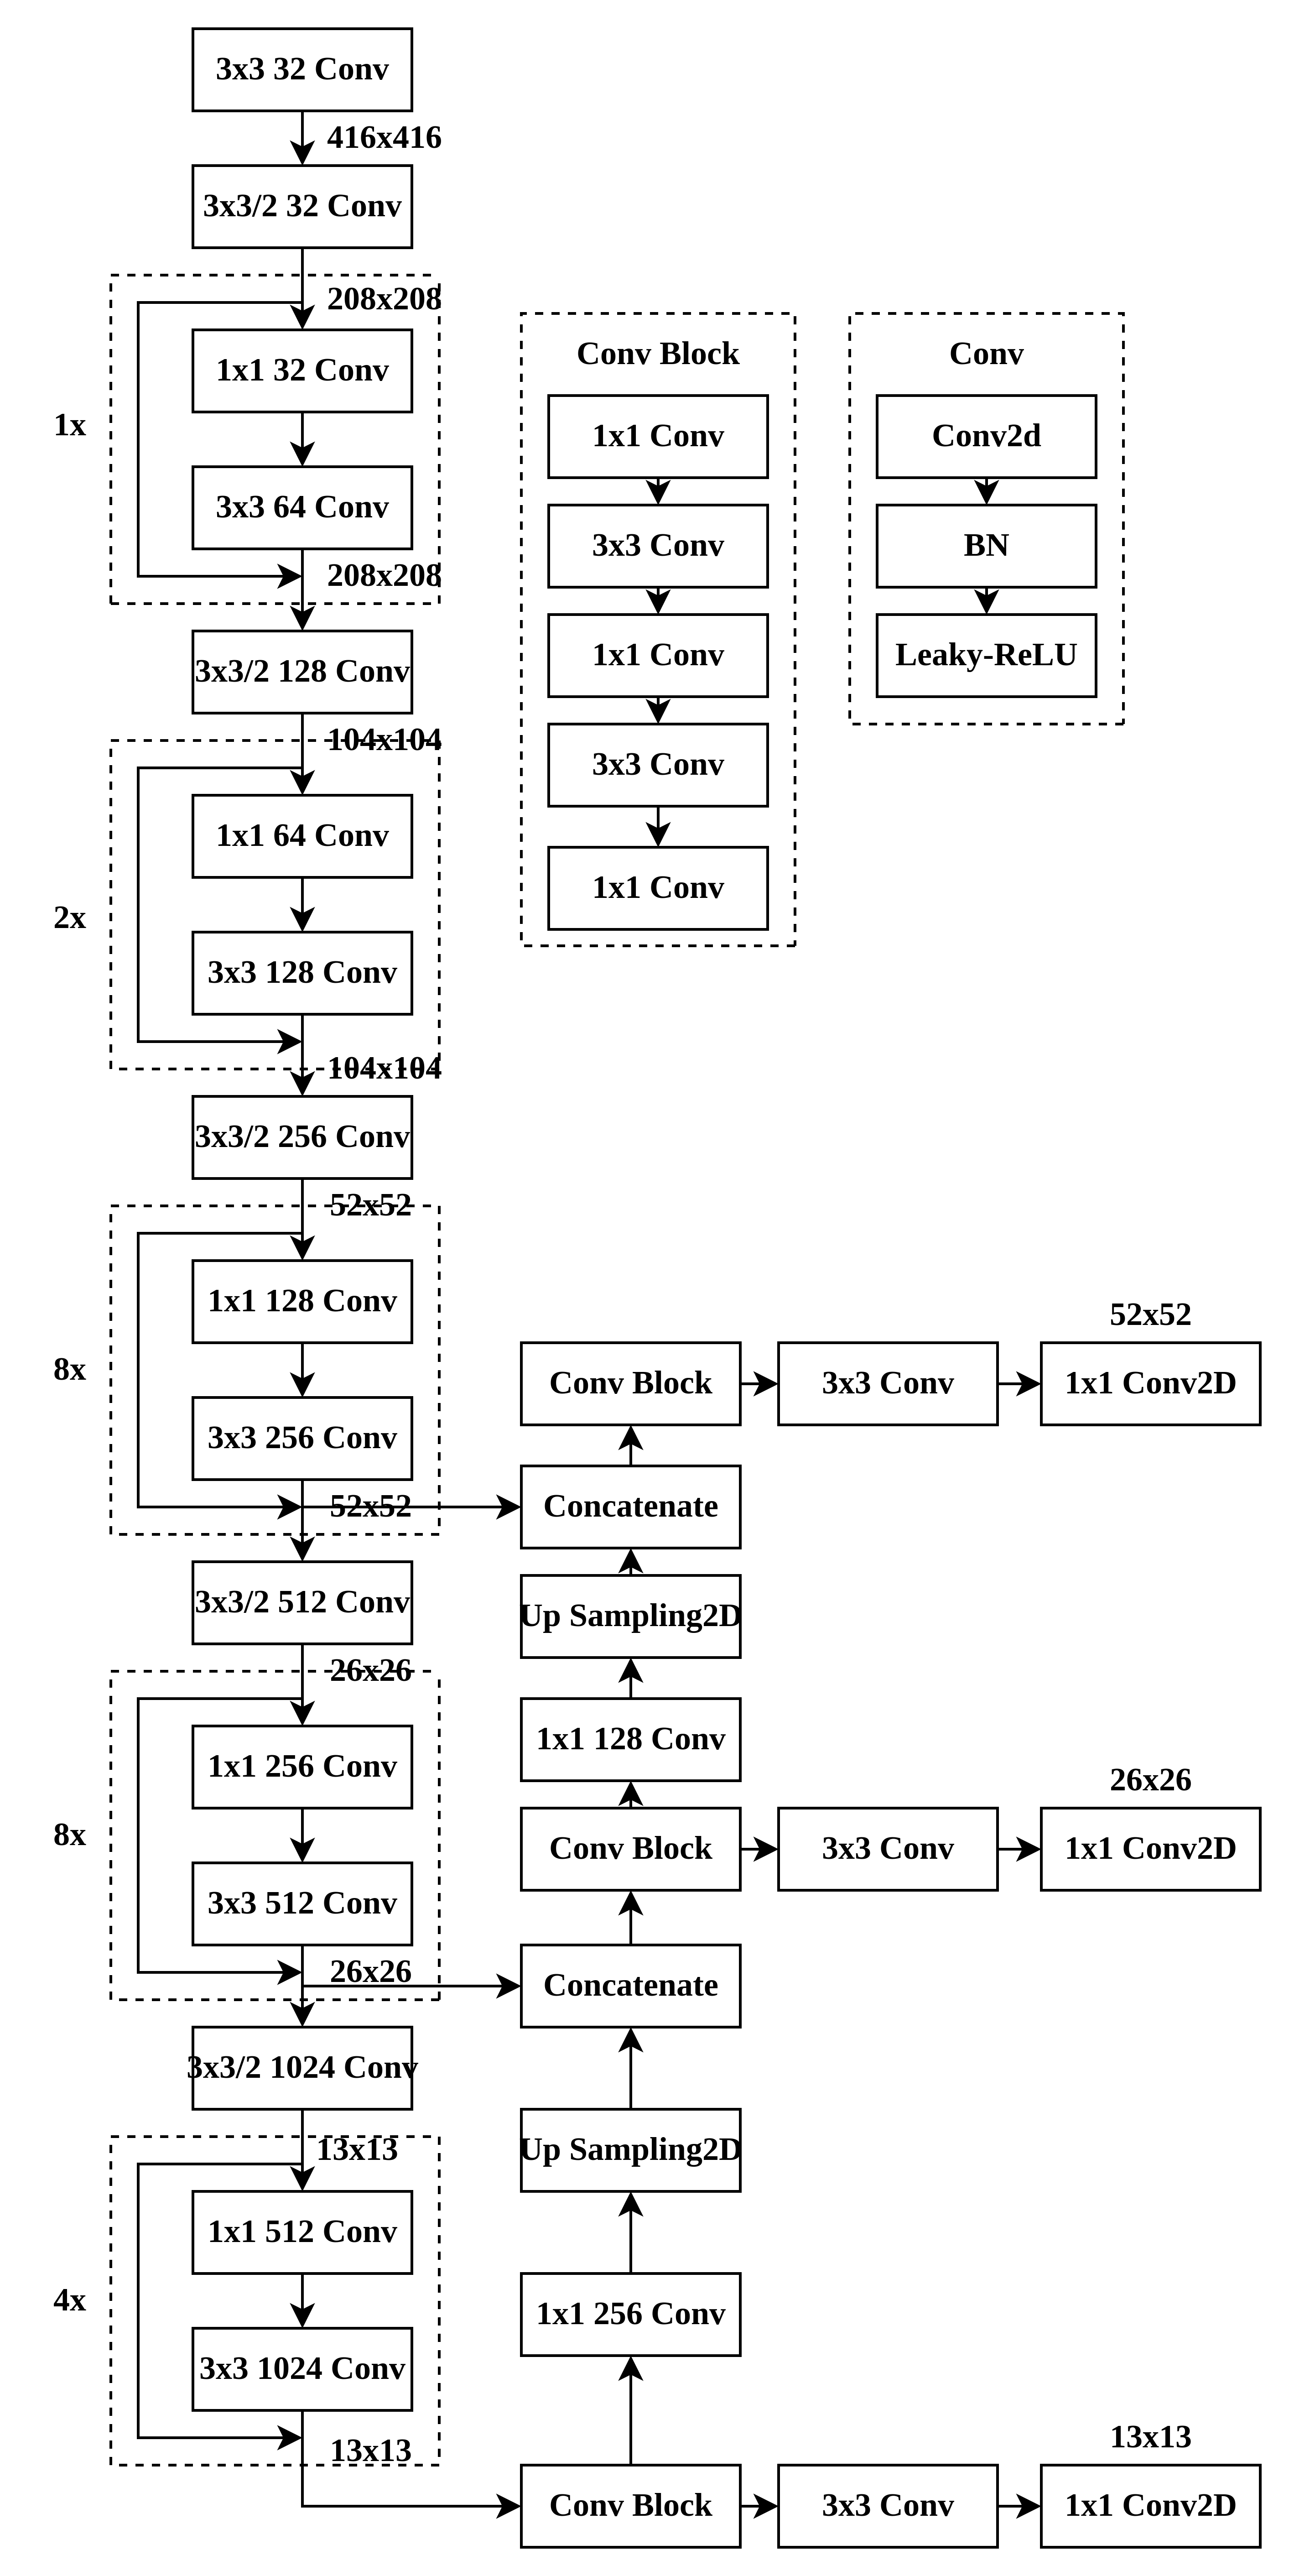 3x3 32 Conv
416x416
3x3/2 32 Conv
208x208
1x1 32 Conv
1x
3x3 64 Conv
208x208
3x3/2 128 Conv
104x104
1x1 64 Conv
2x
3x3 128 Conv
104x104
3x3/2 256 Conv
52x52
1x1 128 Conv
8x
3x3 256 Conv
52x52
3x3/2 512 Conv
26x26
1x1 256 Conv
8x
3x3 512 Conv
26x26
3x3/2 1024 Conv
13x13
1x1 512 Conv
4x
3x3 1024 Conv
13x13
Conv Block
1x1 Conv
3x3 Conv
1x1 Conv
3x3 Conv
1x1 Conv
Conv
Conv2d
BN
Leaky-ReLU
52x52
Conv Block
3x3 Conv
1x1 Conv2D
Concatenate
Up Sampling2D
1x1 128 Conv
26x26
Conv Block
3x3 Conv
1x1 Conv2D
Concatenate
Up Sampling2D
1x1 256 Conv
13x13
Conv Block
3x3 Conv
1x1 Conv2D